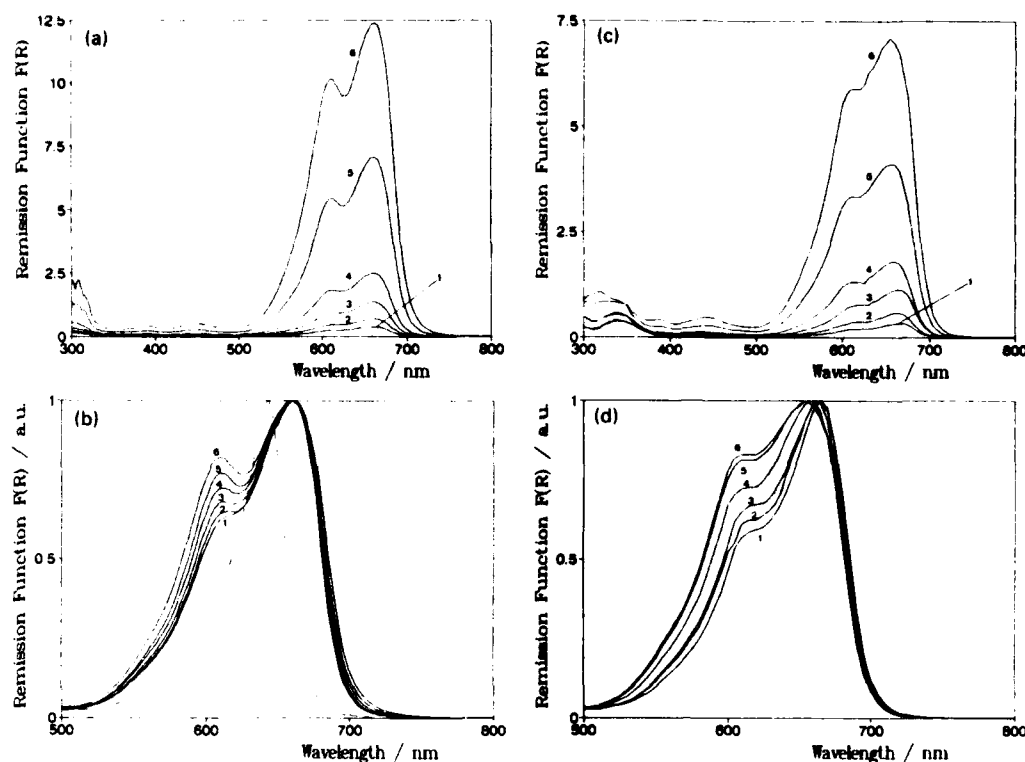 (a)
Remission Function F(R)
12.5
10
7.5
5
2.5
0
6
5
4
3
2
1
300 400 500 600 700 800
Wavelength / nm
(c)
Remission Function F(R)
7.5
5
2.5
0
6
5
4
3
2
1
300 400 500 600 700 800
Wavelength / nm
(b)
Remission Function F(R) / a.u.
1
0.5
0
6
5
4
3
2
1
500 600 700 800
Wavelength / nm
(d)
Remission Function F(R) / a.u.
1
0.5
0
6
5
4
3
2
1
500 600 700 800
Wavelength / nm